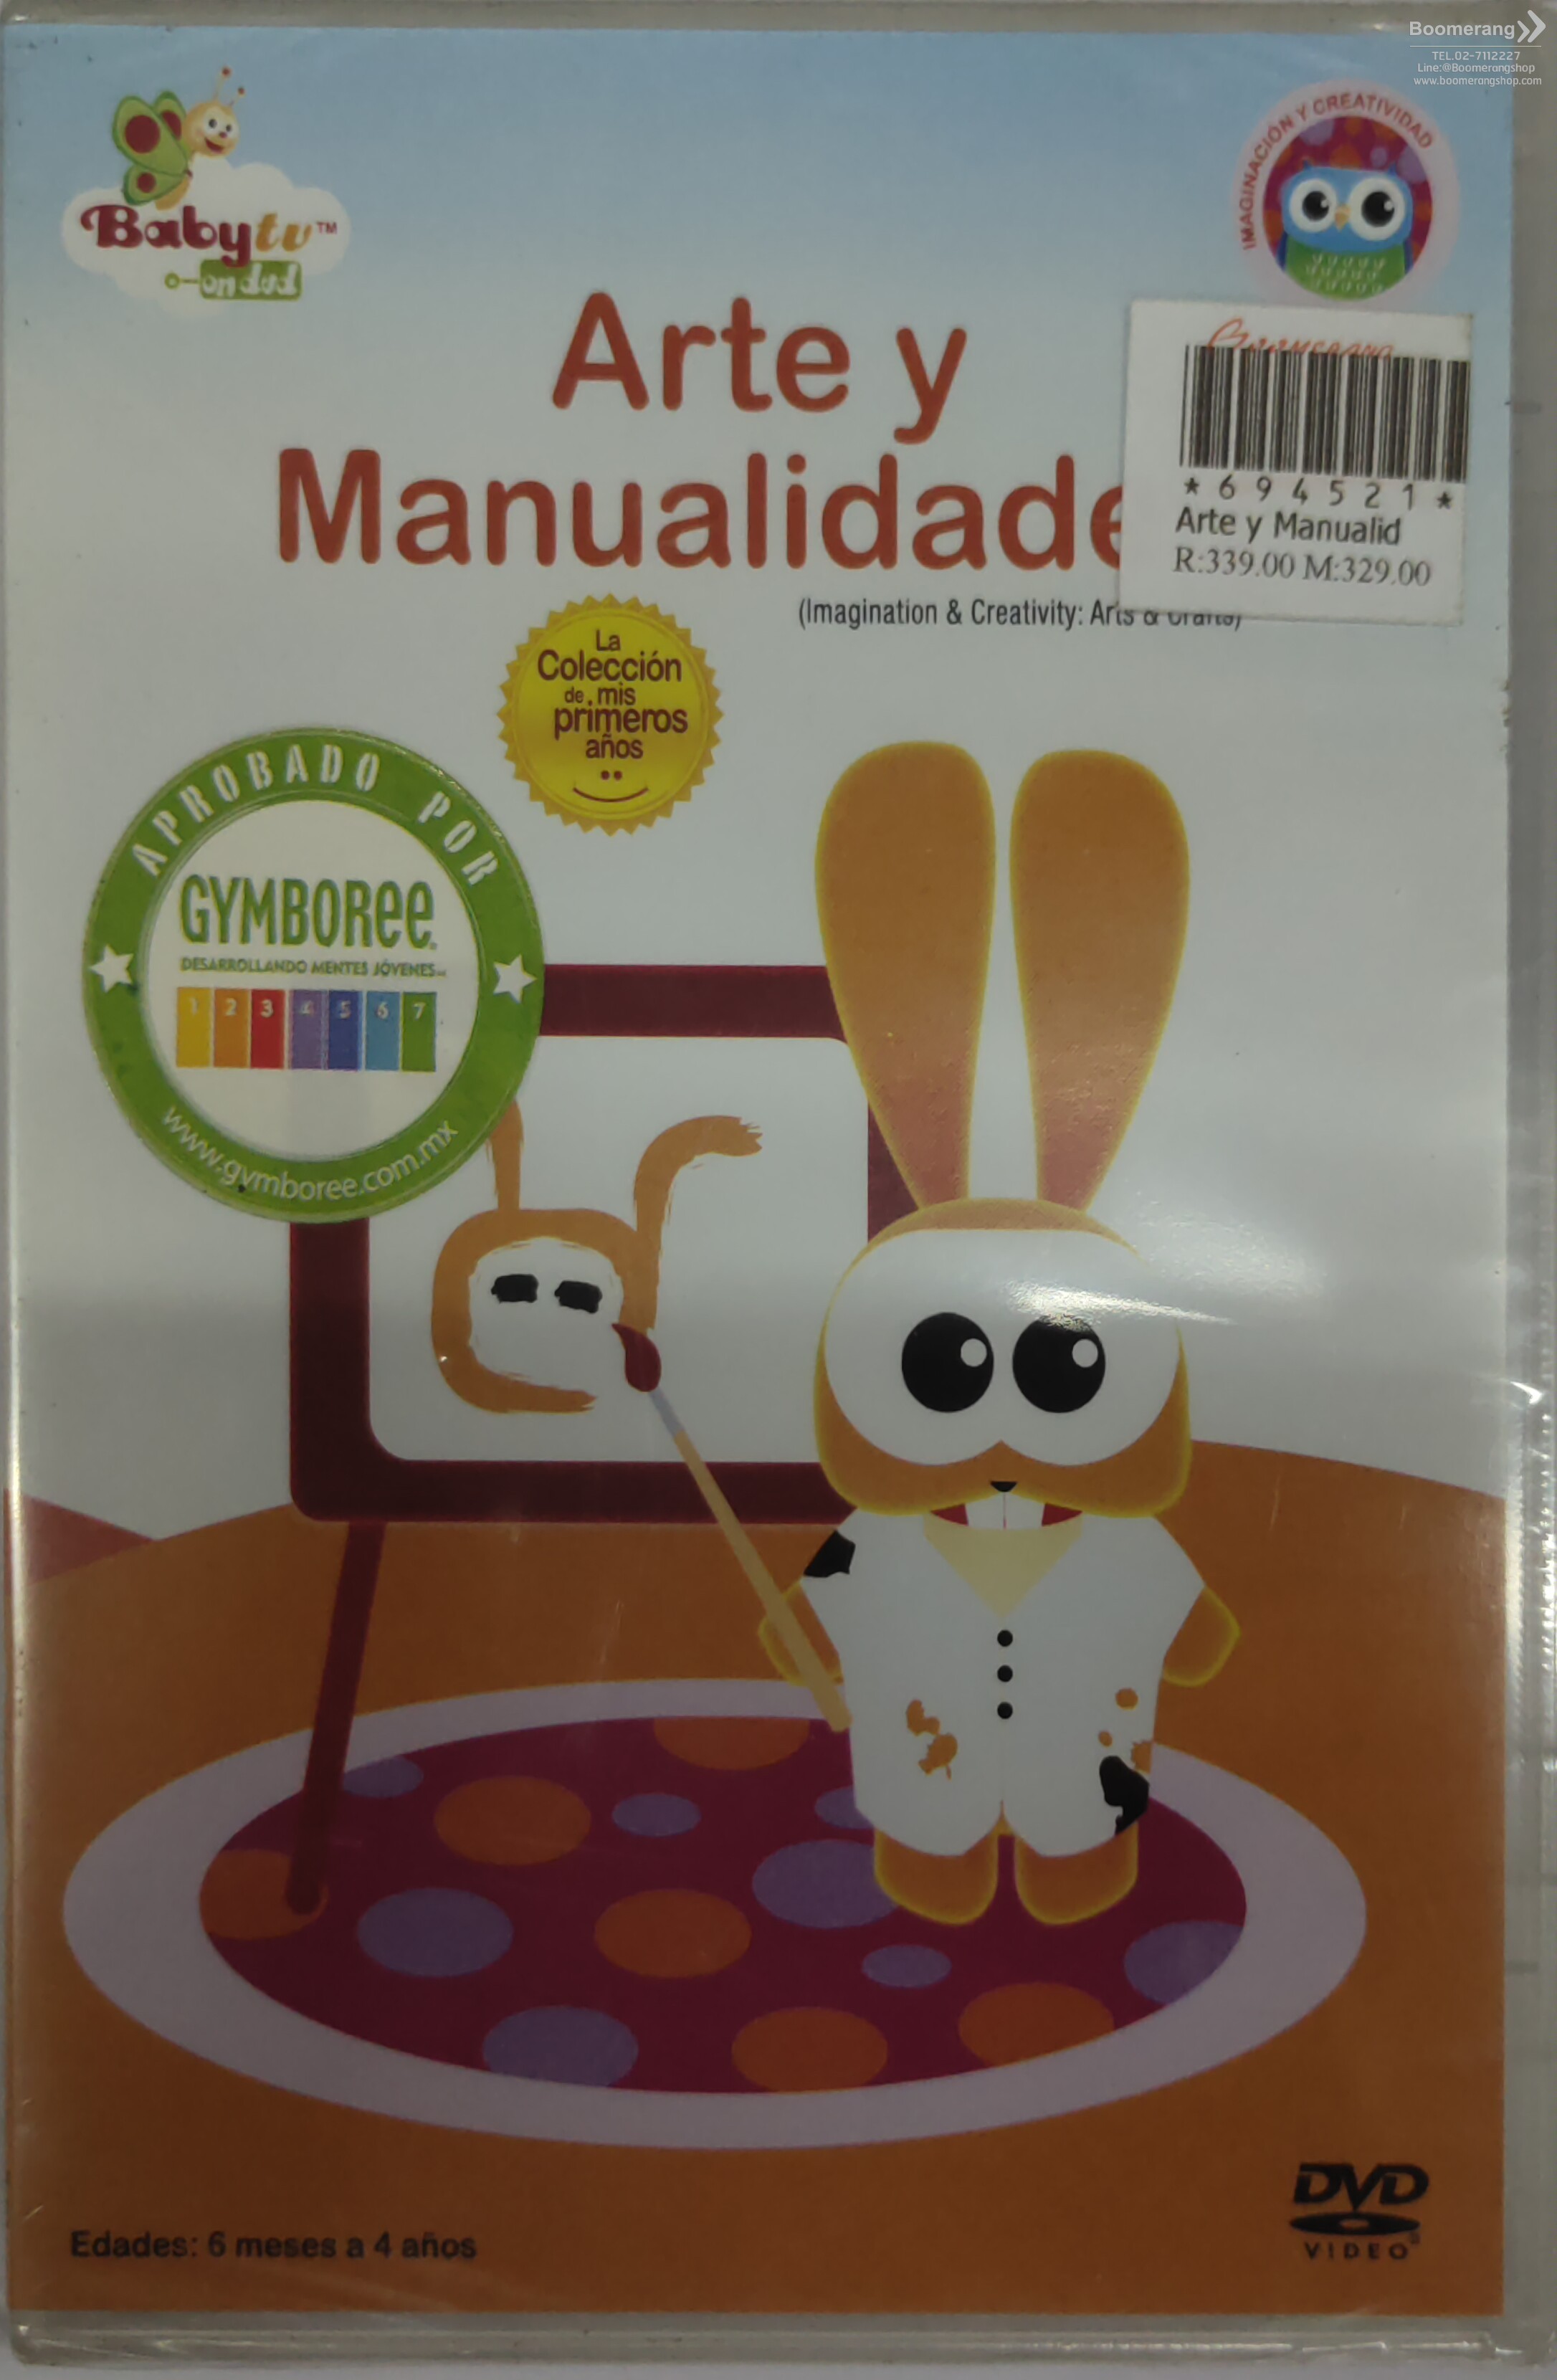 Boomerang
TEL.02-7112227
Line:@Boomerangshop
www.boomerangshop.com
IMAGINACIÓN Y CREATIVIDAD
Babytv™
on dvd
Arte y
Manualidade
*694521*
Arte y Manualid
R:339.00 M:329.00
(Imagination & Creativity: Arts & Crafts)
La
Colección
de mis
primeros
años
APROBADO POR
GYMBOREE
DESARROLLANDO MENTES JÓVENES
1 2 3 4 5 6 7
www.gymboree.com.mx
Edades: 6 meses a 4 años
DVD
VIDEO